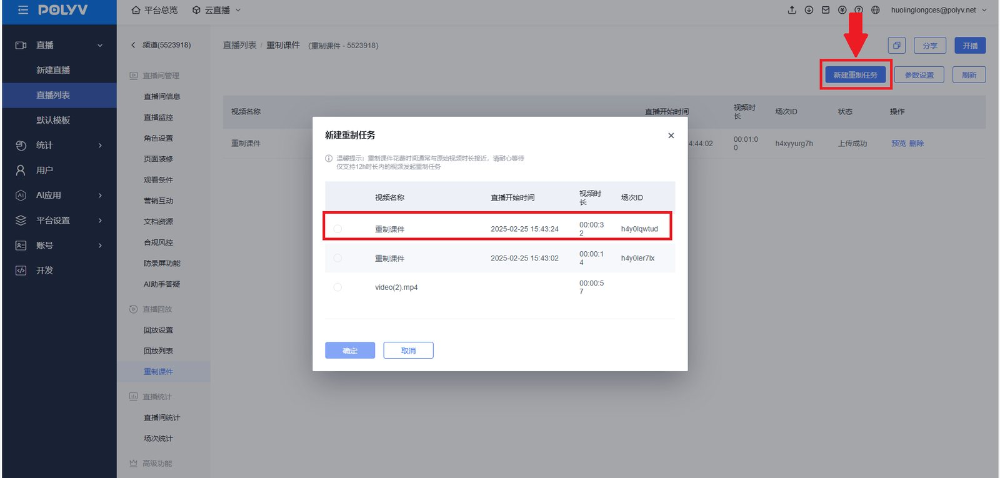 POLYV
平台总览
云直播
huolinglongces@polyv.net
直播
新建直播
直播列表
默认模板
统计
用户
AI应用
平台设置
账号
开发
频道(5523918)
直播间管理
直播间信息
直播监控
角色设置
页面装修
观看条件
营销互动
文档资源
合规风控
防录屏功能
AI助手答疑
直播回放
回放设置
回放列表
重制课件
直播统计
直播间统计
场次统计
高级功能
直播列表 / 重制课件 (重制课件 - 5523918)
分享
开播
新建重制任务
参数设置
刷新
视频名称
直播开始时间
视频时
长
场次ID
状态
操作
重制课件
4:44:02
00:01:0
0
h4xyyurg7h
上传成功
预览 删除
新建重制任务
温馨提示：重制课件花费时间通常与原始视频时长接近，请耐心等待
仅支持12h时长内的视频发起重制任务
视频名称
直播开始时间
视频时
长
场次ID
重制课件
2025-02-25 15:43:24
00:00:3
2
h4y0lqwtud
重制课件
2025-02-25 15:43:02
00:00:1
4
h4y0ler7lx
video(2).mp4
00:00:5
7
确定
取消